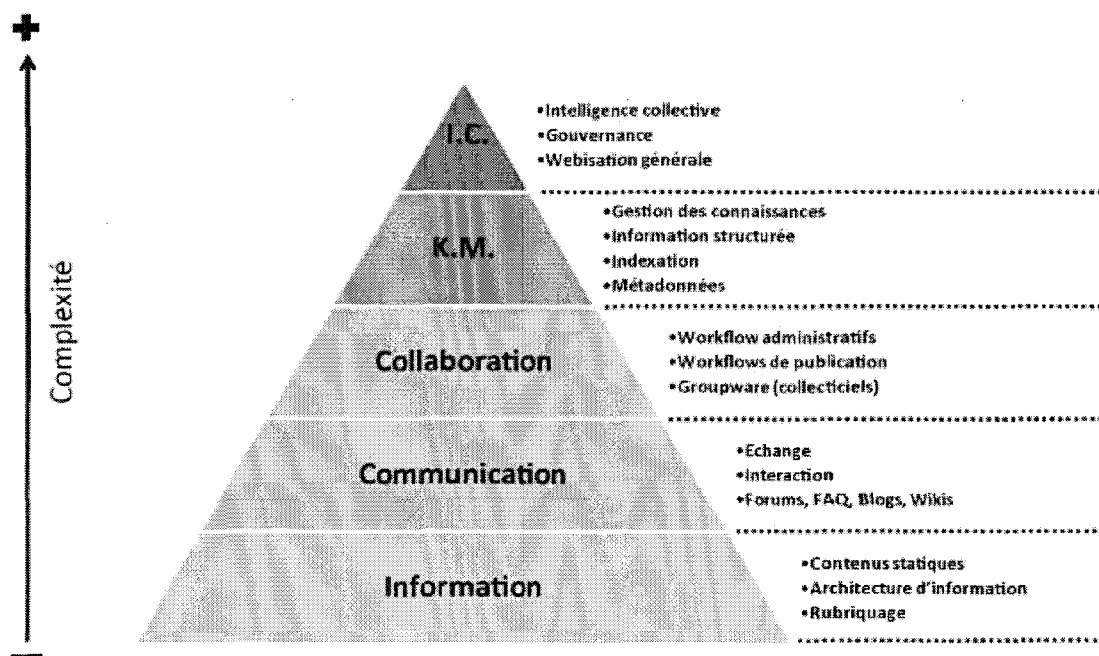 +
I.C.
•Intelligence collective
•Gouvernance
•Webisation générale
K.M.
•Gestion des connaissances
•Information structurée
•Indexation
•Métadonnées
Complexité
Collaboration
•Workflow administratifs
•Workflows de publication
•Groupware (collecticiels)
Communication
•Echange
•Interaction
•Forums, FAQ, Blogs, Wikis
Information
•Contenus statiques
•Architecture d'information
•Rubriquage